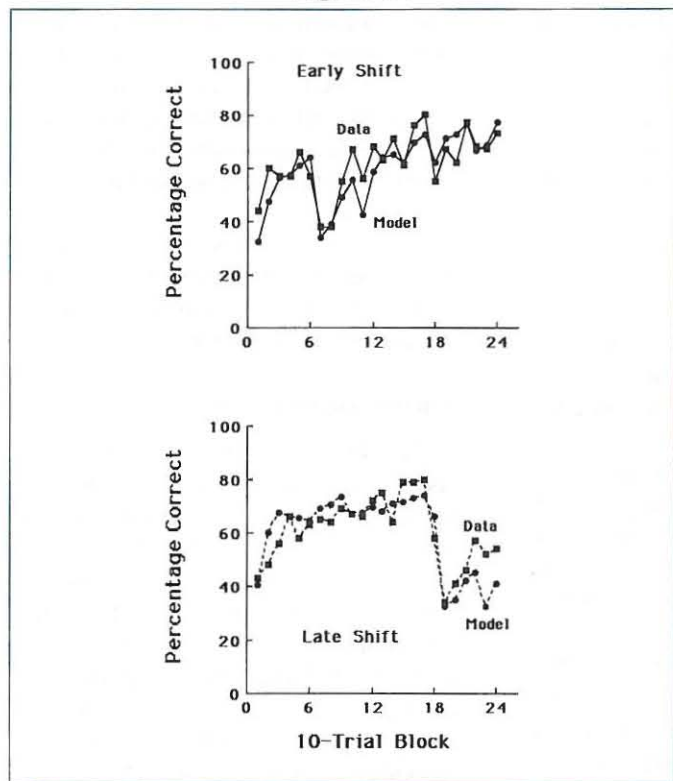 100
Early Shift
80
Data
60
40
Model
20
0
0 6 12 18 24
Percentage Correct
100
80
60
Data
40
Model
20
Late Shift
0
0 6 12 18 24
Percentage Correct
10-Trial Block